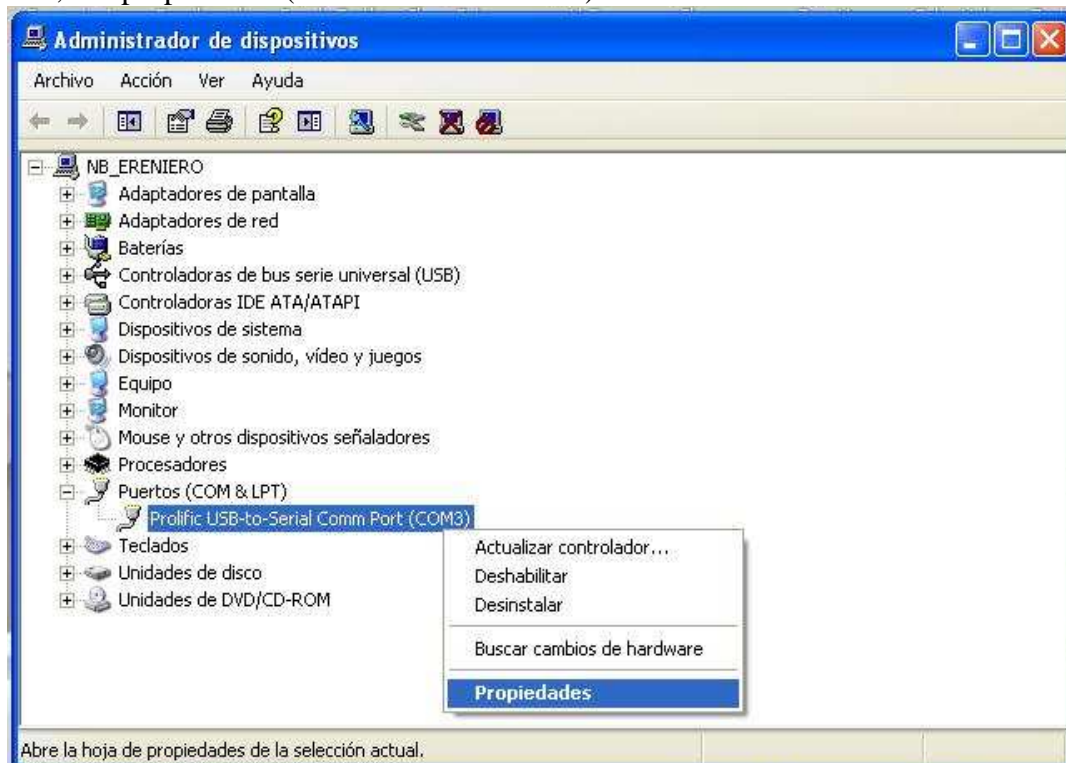 Administrador de dispositivos
Archivo Acción Ver Ayuda
NB_ERENIERO
Adaptadores de pantalla
Adaptadores de red
Baterías
Controladoras de bus serie universal (USB)
Controladoras IDE ATA/ATAPI
Dispositivos de sistema
Dispositivos de sonido, vídeo y juegos
Equipo
Monitor
Mouse y otros dispositivos señaladores
Procesadores
Puertos (COM & LPT)
Prolific USB-to-Serial Comm Port (COM3)
Teclados
Unidades de disco
Unidades de DVD/CD-ROM
Actualizar controlador...
Deshabilitar
Desinstalar
Buscar cambios de hardware
Propiedades
Abre la hoja de propiedades de la selección actual.